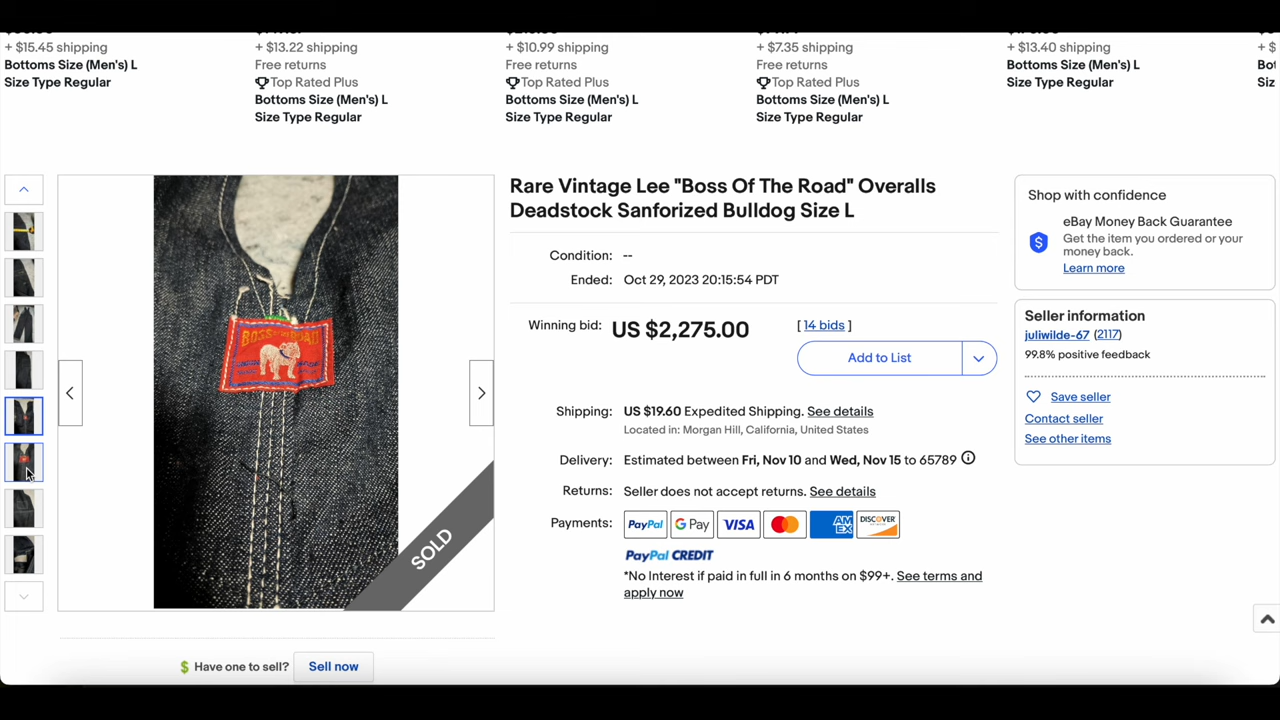 + $15.45 shipping
Bottoms Size (Men's) L
Size Type Regular
+ $13.22 shipping
Free returns
Top Rated Plus
Bottoms Size (Men's) L
Size Type Regular
+ $10.99 shipping
Free returns
Top Rated Plus
Bottoms Size (Men's) L
Size Type Regular
+ $7.35 shipping
Free returns
Top Rated Plus
Bottoms Size (Men's) L
Size Type Regular
+ $13.40 shipping
Bottoms Size (Men's) L
Size Type Regular
+ $
Bot
Siz
SOLD
Rare Vintage Lee "Boss Of The Road" Overalls
Deadstock Sanforized Bulldog Size L
Condition: --
Ended: Oct 29, 2023 20:15:54 PDT
Winning bid: US $2,275.00 [ 14 bids ]
Add to List
Shipping: US $19.60 Expedited Shipping. See details
Located in: Morgan Hill, California, United States
Delivery: Estimated between Fri, Nov 10 and Wed, Nov 15 to 65789
Returns: Seller does not accept returns. See details
Payments: PayPal G Pay VISA mastercard AMEX DISCOVER
PayPal CREDIT
*No Interest if paid in full in 6 months on $99+. See terms and
apply now
Shop with confidence
eBay Money Back Guarantee
Get the item you ordered or your
money back.
Learn more
Seller information
juliwilde-67 (2117)
99.8% positive feedback
Save seller
Contact seller
See other items
Have one to sell? Sell now